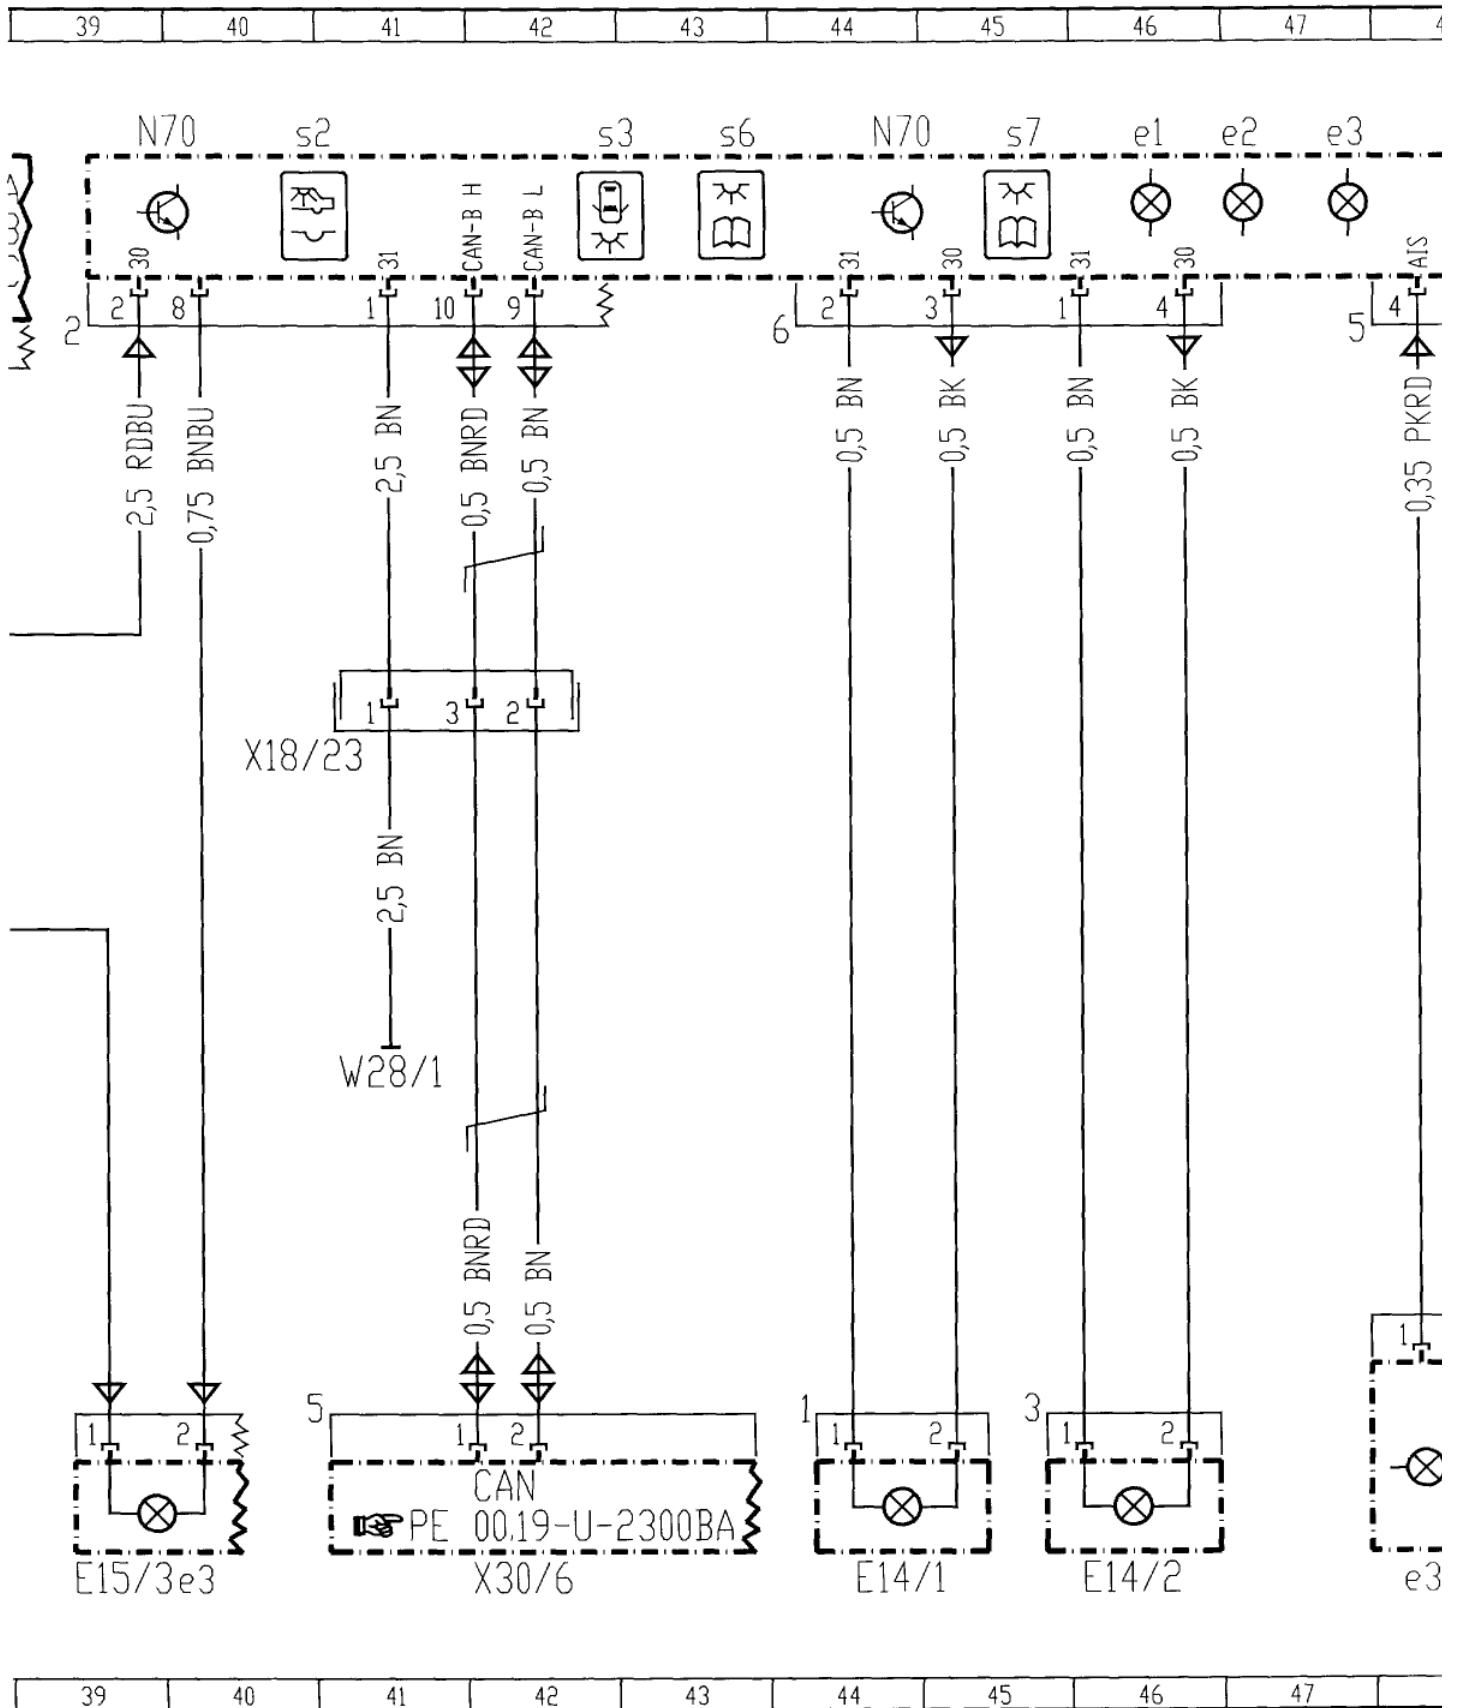 39 40 41 42 43 44 45 46 47
N70 s2 s3 s6 N70 s7 e1 e2 e3
30 31 CAN-B H CAN-B L 31 30 31 30 AIS
2 8 1 10 9 2 3 1 4 4
2 6 5
2,5 RDBU 0,75 BNBU 2,5 BN 0,5 BNRD 0,5 BN 0,5 BN 0,5 BK 0,5 BN 0,5 BK 0,35 PKRD
1 3 2
X18/23
2,5 BN
W28/1
0,5 BNRD 0,5 BN
1
5 1 3
1 2 1 2 1 2 1 2
CAN
PE 00.19-U-2300BA
E15/3e3 X30/6 E14/1 E14/2 e3
39 40 41 42 43 44 45 46 47